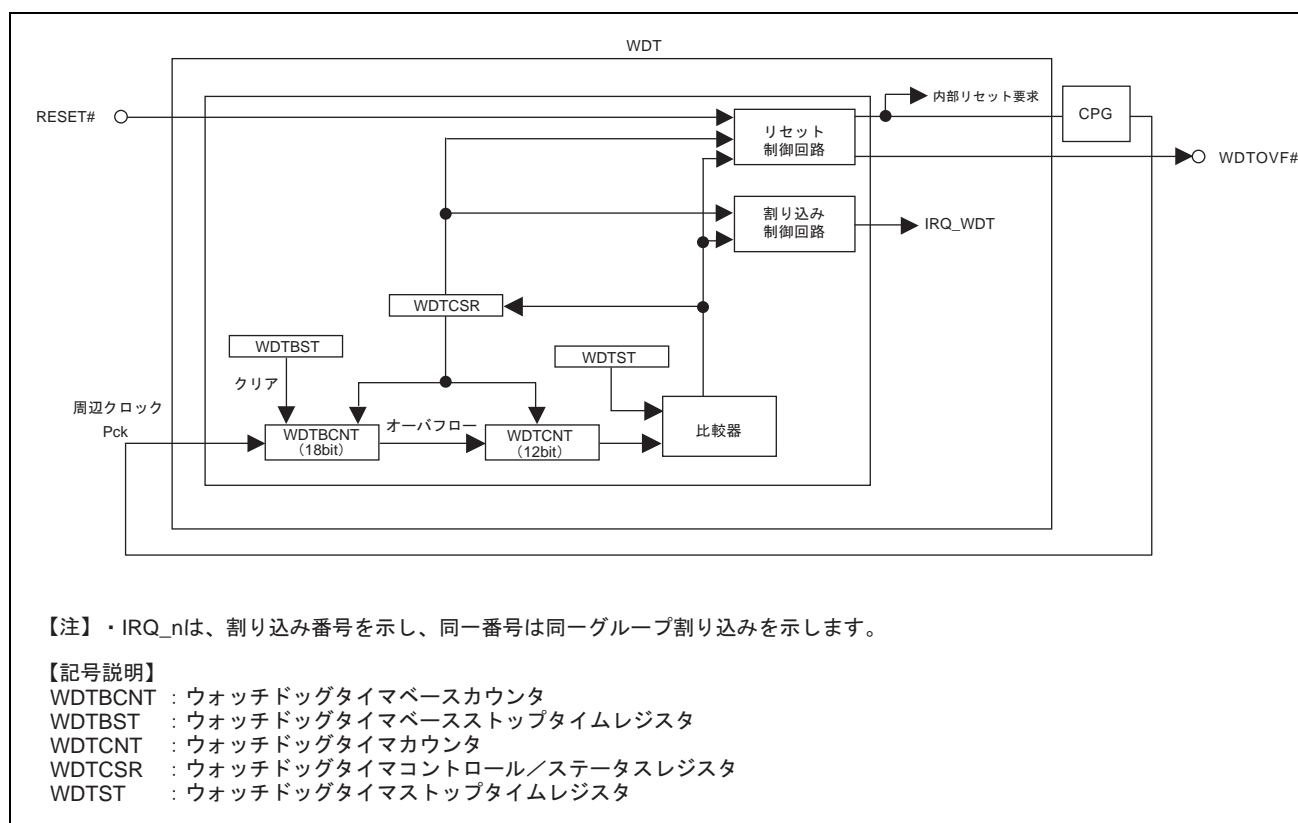 WDT
RESET#
リセット
制御回路
内部リセット要求
CPG
WDTOVF#
割り込み
制御回路
IRQ_WDT
WDTCSR
WDTBST
WDTST
クリア
周辺クロック
Pck
WDTBCNT
(18bit)
オーバフロー
WDTCNT
(12bit)
比較器
【注】・IRQ_nは、割り込み番号を示し、同一番号は同一グループ割り込みを示します。
【記号説明】
WDTBCNT : ウォッチドッグタイマベースカウンタ
WDTBST : ウォッチドッグタイマベースストップタイムレジスタ
WDTCNT : ウォッチドッグタイマカウンタ
WDTCSR : ウォッチドッグタイマコントロール／ステータスレジスタ
WDTST : ウォッチドッグタイマストップタイムレジスタ